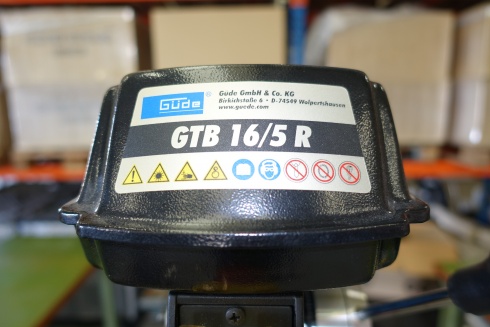 Güde ® Güde GmbH & Co. KG
Birkichstraße 6 • D-74549 Wolpertshausen
www.guede.com
GTB 16/5 R